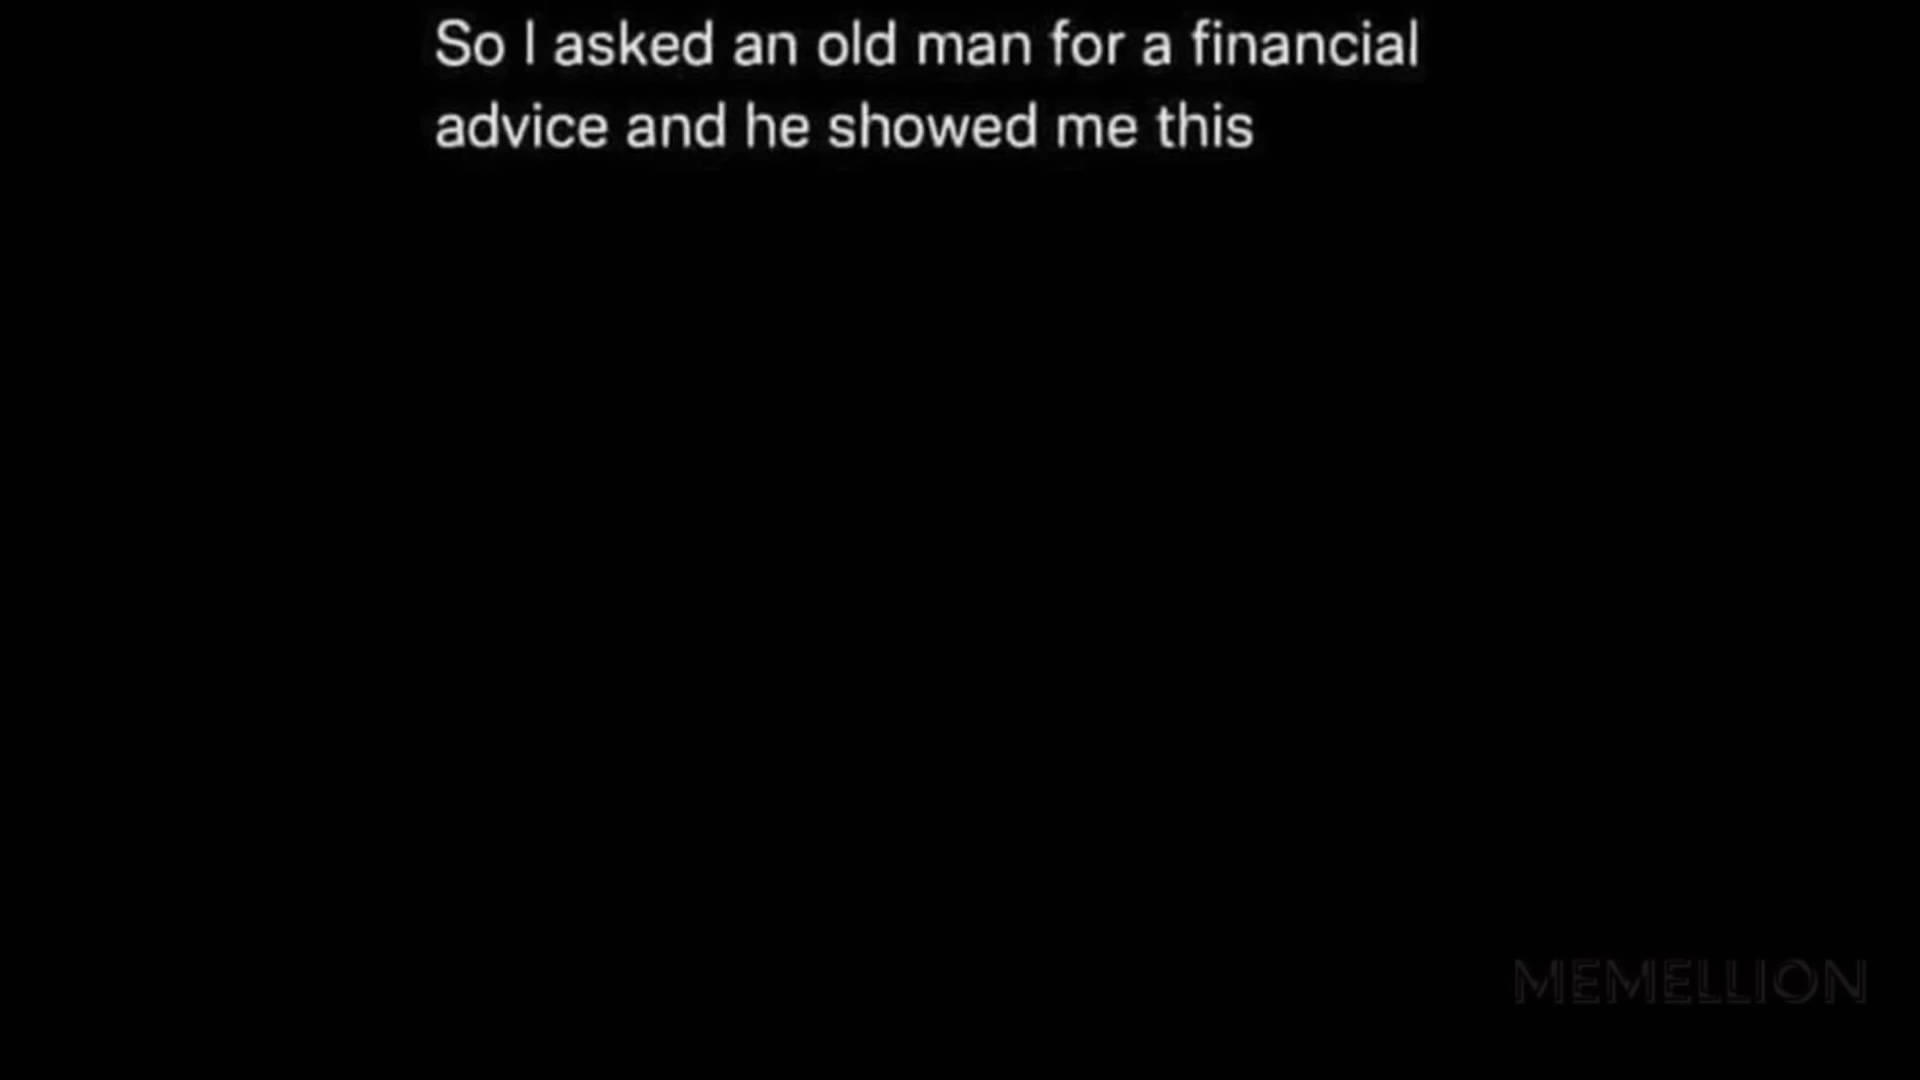 So I asked an old man for a financial
advice and he showed me this
MEMELLION